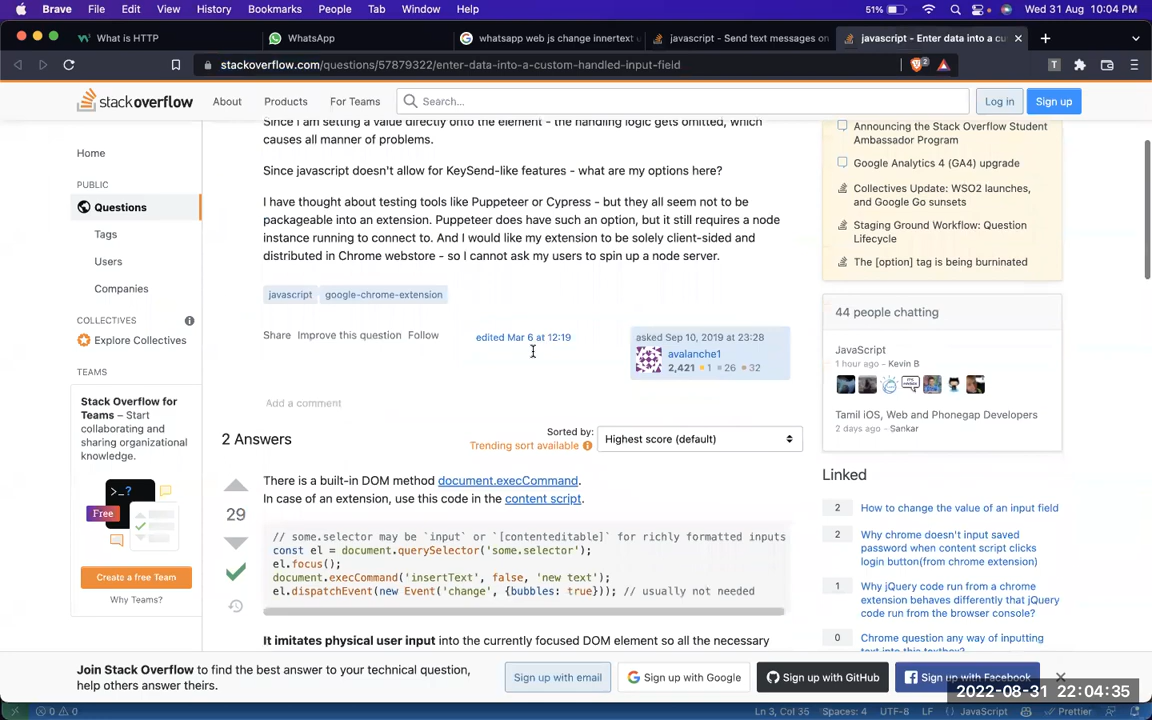 Brave File Edit View History Bookmarks People Tab Window Help 51% Wed 31 Aug 10:04 PM
What is HTTP WhatsApp whatsapp web js change innertext u javascript - Send text messages on javascript - Enter data into a cu
stackoverflow.com/questions/57879322/enter-data-into-a-custom-handled-input-field 2 T
stackoverflow About Products For Teams Search... Log in Sign up
Home
PUBLIC
Questions
Tags
Users
Companies
COLLECTIVES
Explore Collectives
TEAMS
Stack Overflow for
Teams – Start
collaborating and
sharing organizational
knowledge.
>_?
Free
Create a free Team
Why Teams?
Since I am setting a value directly onto the element - the handling logic gets omitted, which
causes all manner of problems.
Since javascript doesn't allow for KeySend-like features - what are my options here?
I have thought about testing tools like Puppeteer or Cypress - but they all seem not to be
packageable into an extension. Puppeteer does have such an option, but it still requires a node
instance running to connect to. And I would like my extension to be solely client-sided and
distributed in Chrome webstore - so I cannot ask my users to spin up a node server.
javascript google-chrome-extension
Share Improve this question Follow
edited Mar 6 at 12:19
asked Sep 10, 2019 at 23:28
avalanche1
2,421 1 26 32
Add a comment
2 Answers
Sorted by:
Trending sort available
Highest score (default)
29
There is a built-in DOM method document.execCommand.
In case of an extension, use this code in the content script.
// some.selector may be `input` or `[contenteditable]` for richly formatted inputs
const el = document.querySelector('some.selector');
el.focus();
document.execCommand('insertText', false, 'new text');
el.dispatchEvent(new Event('change', {bubbles: true})); // usually not needed
It imitates physical user input into the currently focused DOM element so all the necessary
Announcing the Stack Overflow Student
Ambassador Program
Google Analytics 4 (GA4) upgrade
Collectives Update: WSO2 launches,
and Google Go sunsets
Staging Ground Workflow: Question
Lifecycle
The [option] tag is being burninated
44 people chatting
JavaScript
1 hour ago - Kevin B
Tamil iOS, Web and Phonegap Developers
2 days ago - Sankar
Linked
2 How to change the value of an input field
2 Why chrome doesn't input saved
password when content script clicks
login button(from chrome extension)
1 Why jQuery code run from a chrome
extension behaves differently that jQuery
code run from the browser console?
0 Chrome question any way of inputting
text into this textbox?
Join Stack Overflow to find the best answer to your technical question,
help others answer theirs.
Sign up with email
Sign up with Google
Sign up with GitHub
Sign up with Facebook
2022-08-31 22:04:35
0 0 Ln 3, Col 35 Spaces: 4 UTF-8 LF JavaScript Prettier